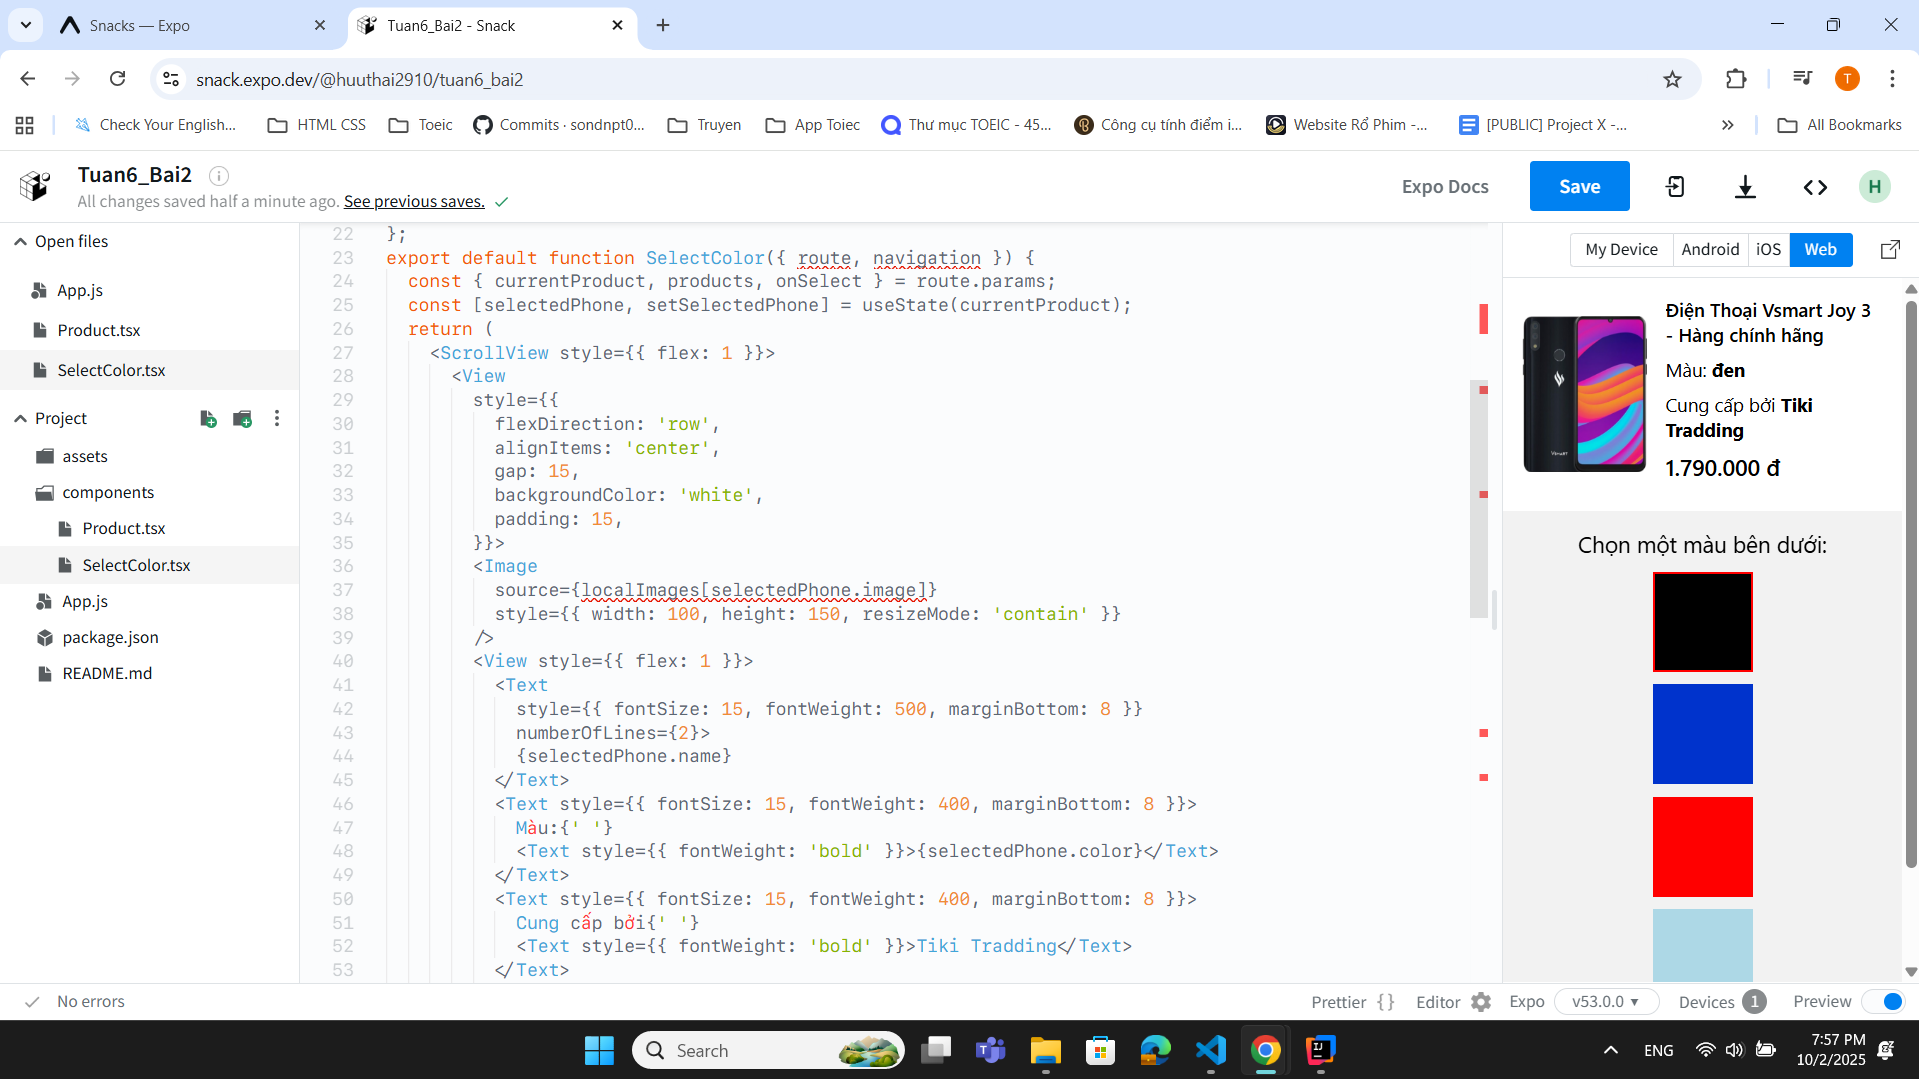 Snacks — Expo
Tuan6_Bai2 - Snack
snack.expo.dev/@huuthai2910/tuan6_bai2
T
Check Your English...
HTML CSS
Toeic
Commits · sondnpt0...
Truyen
App Toiec
Thư mục TOEIC - 45...
Công cụ tính điểm i...
Website Rổ Phim -...
[PUBLIC] Project X -...
All Bookmarks
Tuan6_Bai2
All changes saved half a minute ago. See previous saves.
Expo Docs
Save
H
Open files
App.js
Product.tsx
SelectColor.tsx
Project
assets
components
Product.tsx
SelectColor.tsx
App.js
package.json
README.md
22 };
23 export default function SelectColor({ route, navigation }) {
24 const { currentProduct, products, onSelect } = route.params;
25 const [selectedPhone, setSelectedPhone] = useState(currentProduct);
26 return (
27 <ScrollView style={{ flex: 1 }}>
28 <View
29 style={{
30 flexDirection: 'row',
31 alignItems: 'center',
32 gap: 15,
33 backgroundColor: 'white',
34 padding: 15,
35 }}>
36 <Image
37 source={localImages[selectedPhone.image]}
38 style={{ width: 100, height: 150, resizeMode: 'contain' }}
39 />
40 <View style={{ flex: 1 }}>
41 <Text
42 style={{ fontSize: 15, fontWeight: 500, marginBottom: 8 }}
43 numberOfLines={2}>
44 {selectedPhone.name}
45 </Text>
46 <Text style={{ fontSize: 15, fontWeight: 400, marginBottom: 8 }}>
47 Màu:{' '}
48 <Text style={{ fontWeight: 'bold' }}>{selectedPhone.color}</Text>
49 </Text>
50 <Text style={{ fontSize: 15, fontWeight: 400, marginBottom: 8 }}>
51 Cung cấp bởi{' '}
52 <Text style={{ fontWeight: 'bold' }}>Tiki Tradding</Text>
53 </Text>
My Device
Android
iOS
Web
Điện Thoại Vsmart Joy 3
- Hàng chính hãng
Màu: đen
Cung cấp bởi Tiki
Tradding
1.790.000 đ
Chọn một màu bên dưới:
No errors
Prettier { }
Editor
Expo
v53.0.0
Devices 1
Preview
Search
ENG
7:57 PM
10/2/2025